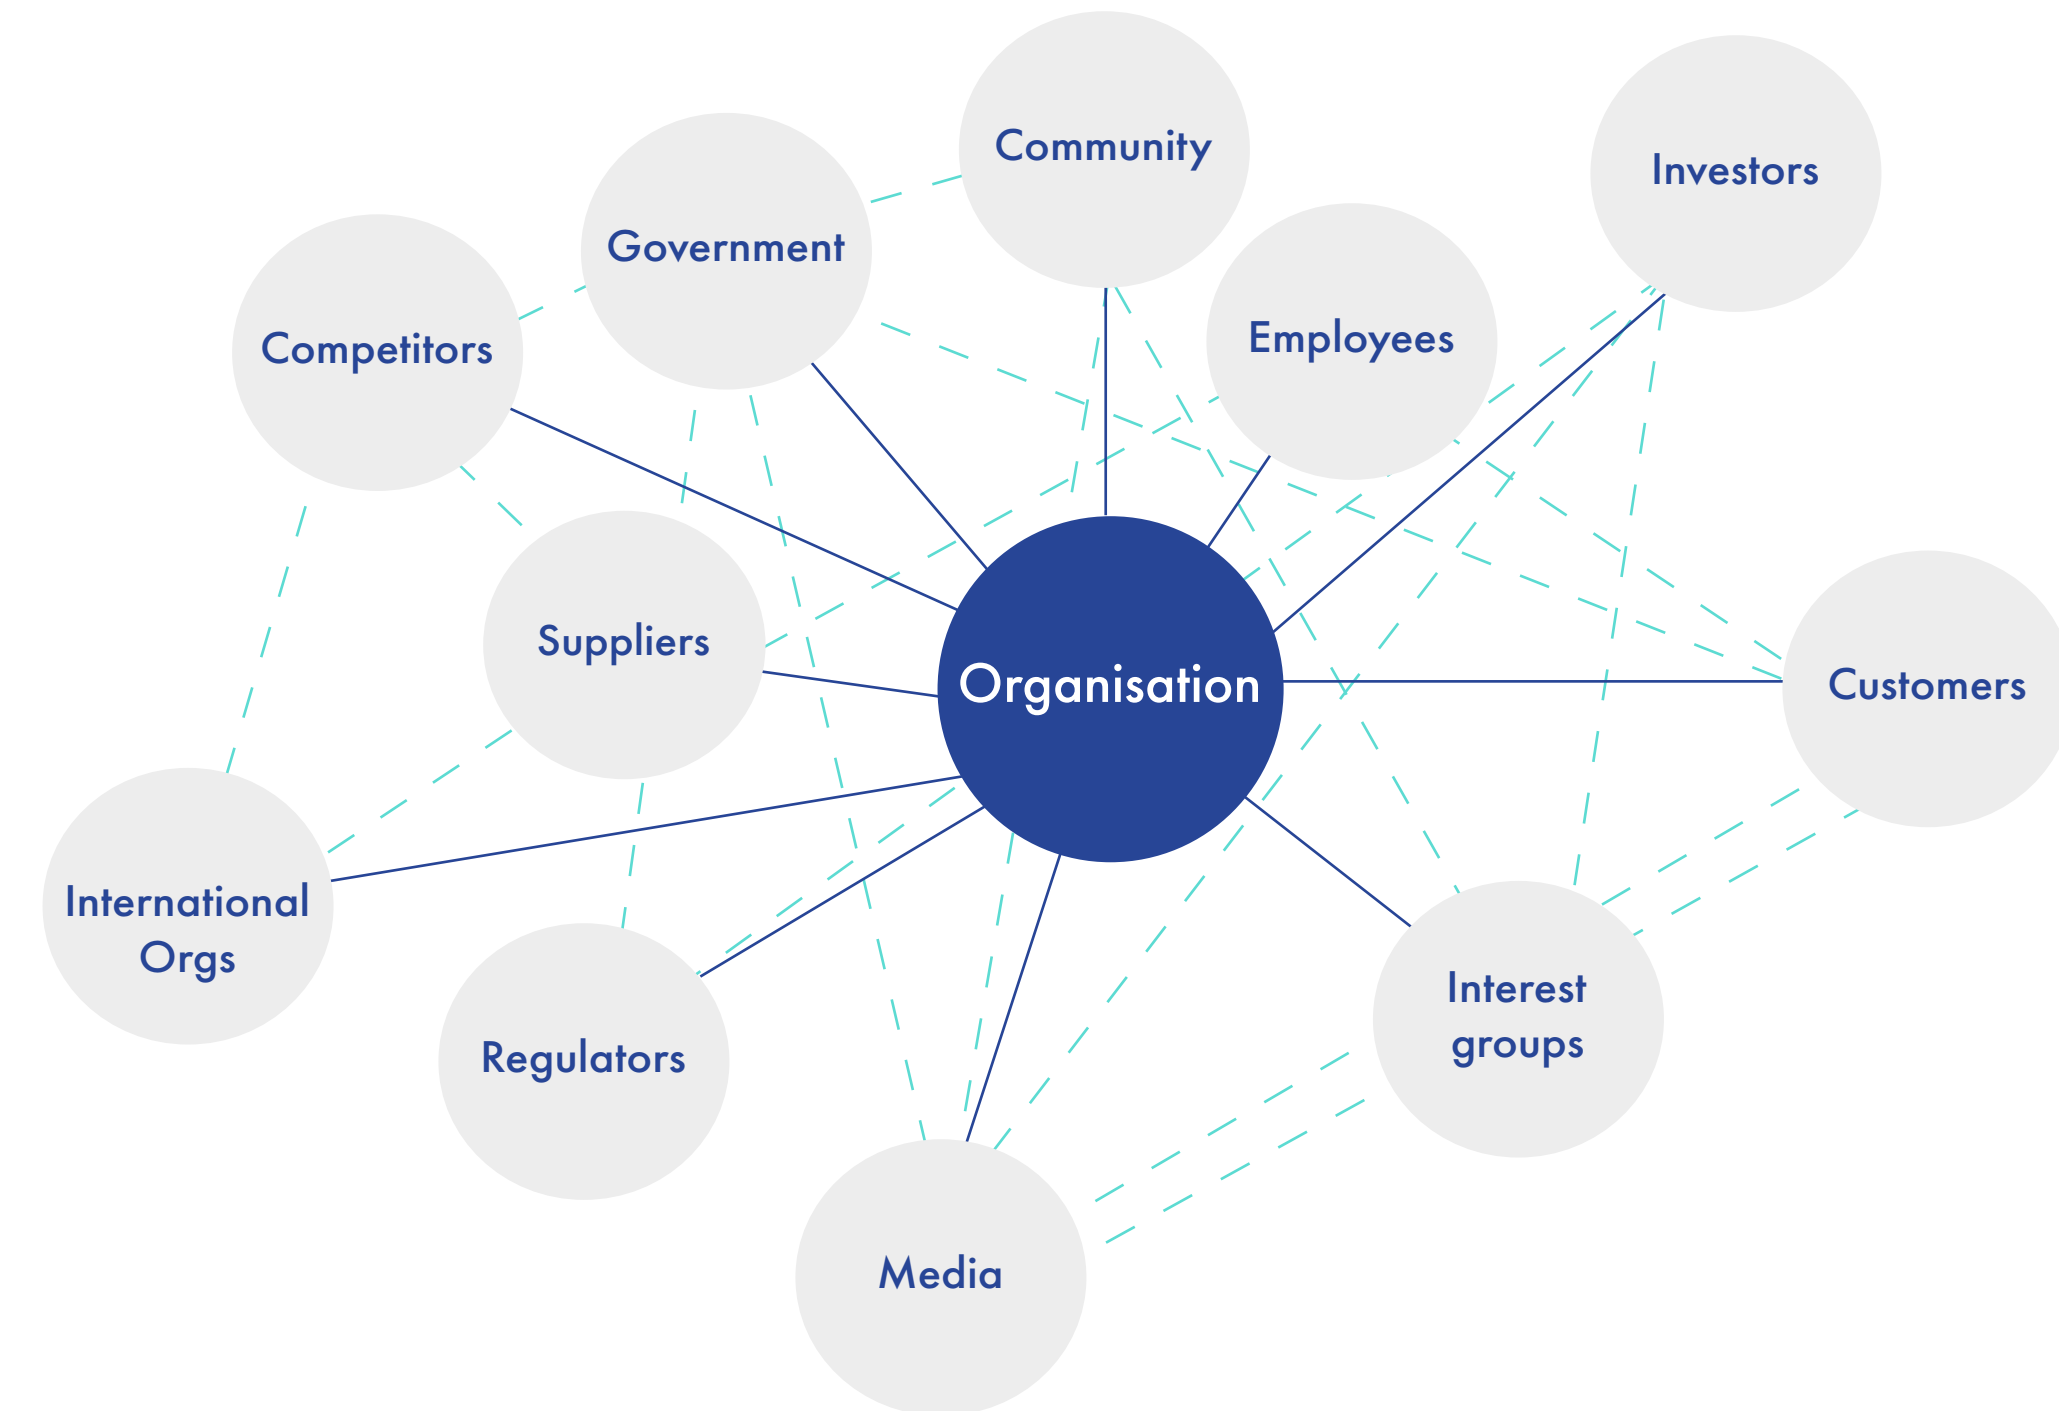 Community
Investors
Government
Employees
Competitors
Suppliers
Organisation
Customers
International
Orgs
Interest
groups
Regulators
Media